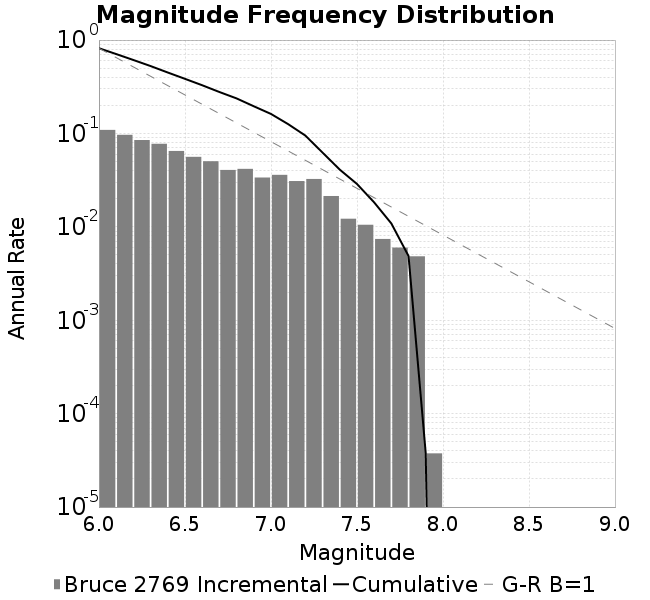 Magnitude Frequency Distribution
10^0
10^-1
10^-2
10^-3
10^-4
10^-5
Annual Rate
6.0 6.5 7.0 7.5 8.0 8.5 9.0
Magnitude
Bruce 2769 Incremental Cumulative G-R B=1